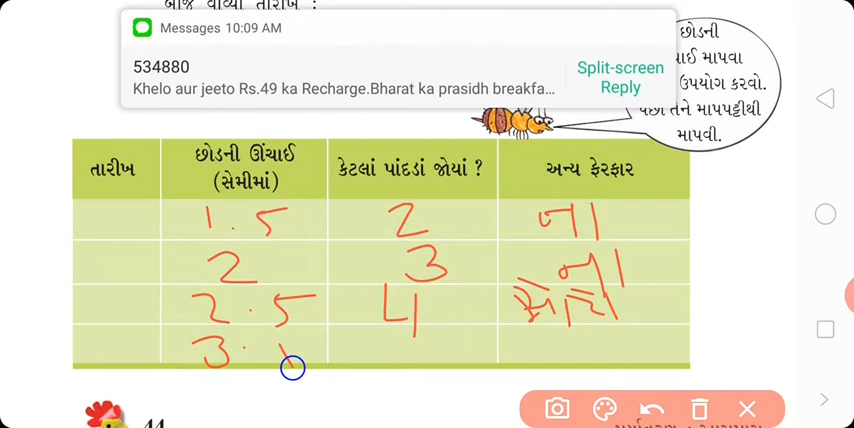 બીજ વાવ્યા તારીખ :
Messages 10:09 AM
534880
Khelo aur jeeto Rs.49 ka Recharge.Bharat ka prasidh breakfa...
Split-screen
Reply
છોડની
માપવા
ઉપયોગ કરવો.
પછી તેને માપપટ્ટીથી
માપવી.
તારીખ છોડની ઊંચાઈ (સેમીમાં) કેટલાં પાંદડાં જોયાં ? અન્ય ફેરફાર
1.5 2 ના
2 3 ના
2.5 4
3.
44